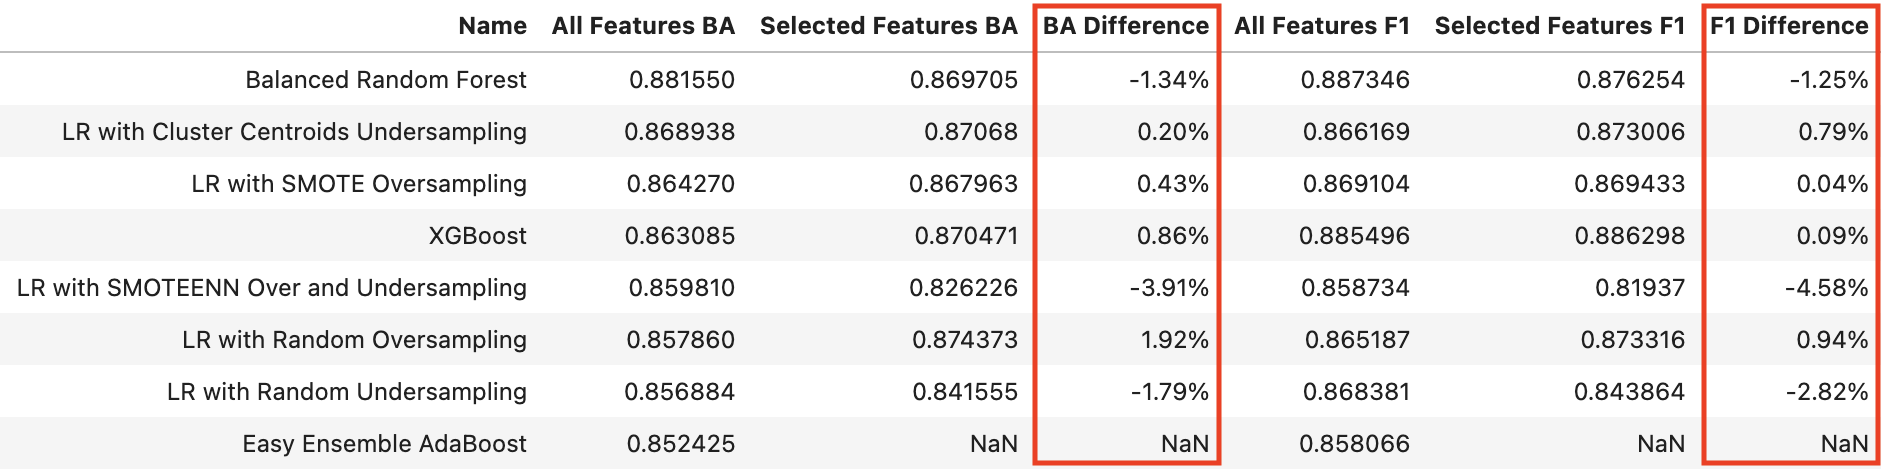 Name All Features BA Selected Features BA BA Difference All Features F1 Selected Features F1 F1 Difference
Balanced Random Forest 0.881550 0.869705 -1.34% 0.887346 0.876254 -1.25%
LR with Cluster Centroids Undersampling 0.868938 0.87068 0.20% 0.866169 0.873006 0.79%
LR with SMOTE Oversampling 0.864270 0.867963 0.43% 0.869104 0.869433 0.04%
XGBoost 0.863085 0.870471 0.86% 0.885496 0.886298 0.09%
LR with SMOTEENN Over and Undersampling 0.859810 0.826226 -3.91% 0.858734 0.81937 -4.58%
LR with Random Oversampling 0.857860 0.874373 1.92% 0.865187 0.873316 0.94%
LR with Random Undersampling 0.856884 0.841555 -1.79% 0.868381 0.843864 -2.82%
Easy Ensemble AdaBoost 0.852425 NaN NaN 0.858066 NaN NaN